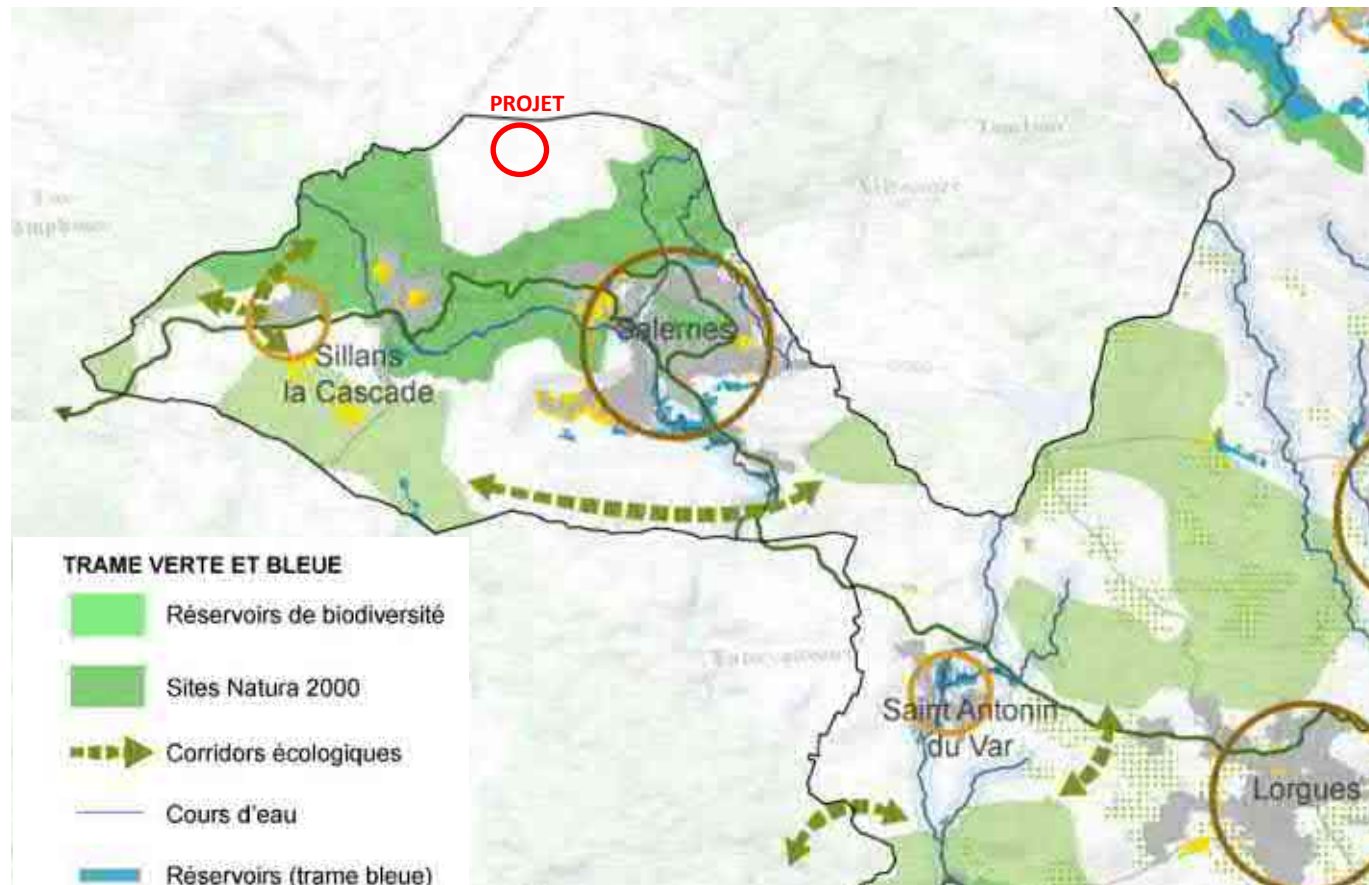 PROJET
Salernes
Sillans
la Cascade
TRAME VERTE ET BLEUE
Réservoirs de biodiversité
Sites Natura 2000
Corridors écologiques
Cours d'eau
Réservoirs (trame bleue)
Saint Antonin
du Var
Lorgues